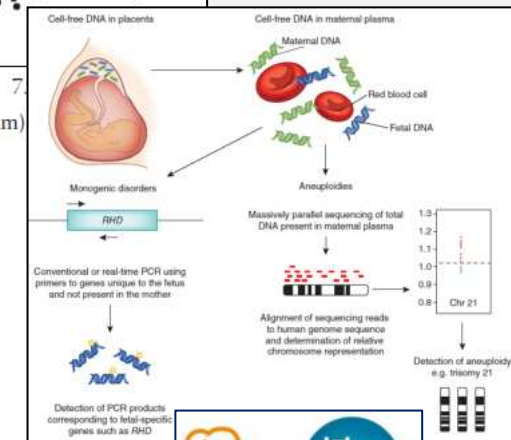 7.
m)
Cell-free DNA in placenta
Cell-free DNA in maternal plasma
Maternal DNA
Red blood cell
Fetal DNA
Monogenic disorders
RHD
Conventional or real-time PCR using
primers to genes unique to the fetus
and not present in the mother
Detection of PCR products
corresponding to fetal-specific
genes such as RHD
Aneuploidies
Massively parallel sequencing of total
DNA present in maternal plasma
Alignment of sequencing reads
to human genome sequence
and determination of relative
chromosome representation
1.3
1.2
1.1
1.0
0.9
0.8
Chr 21
Detection of aneuploidy
e.g. trisomy 21